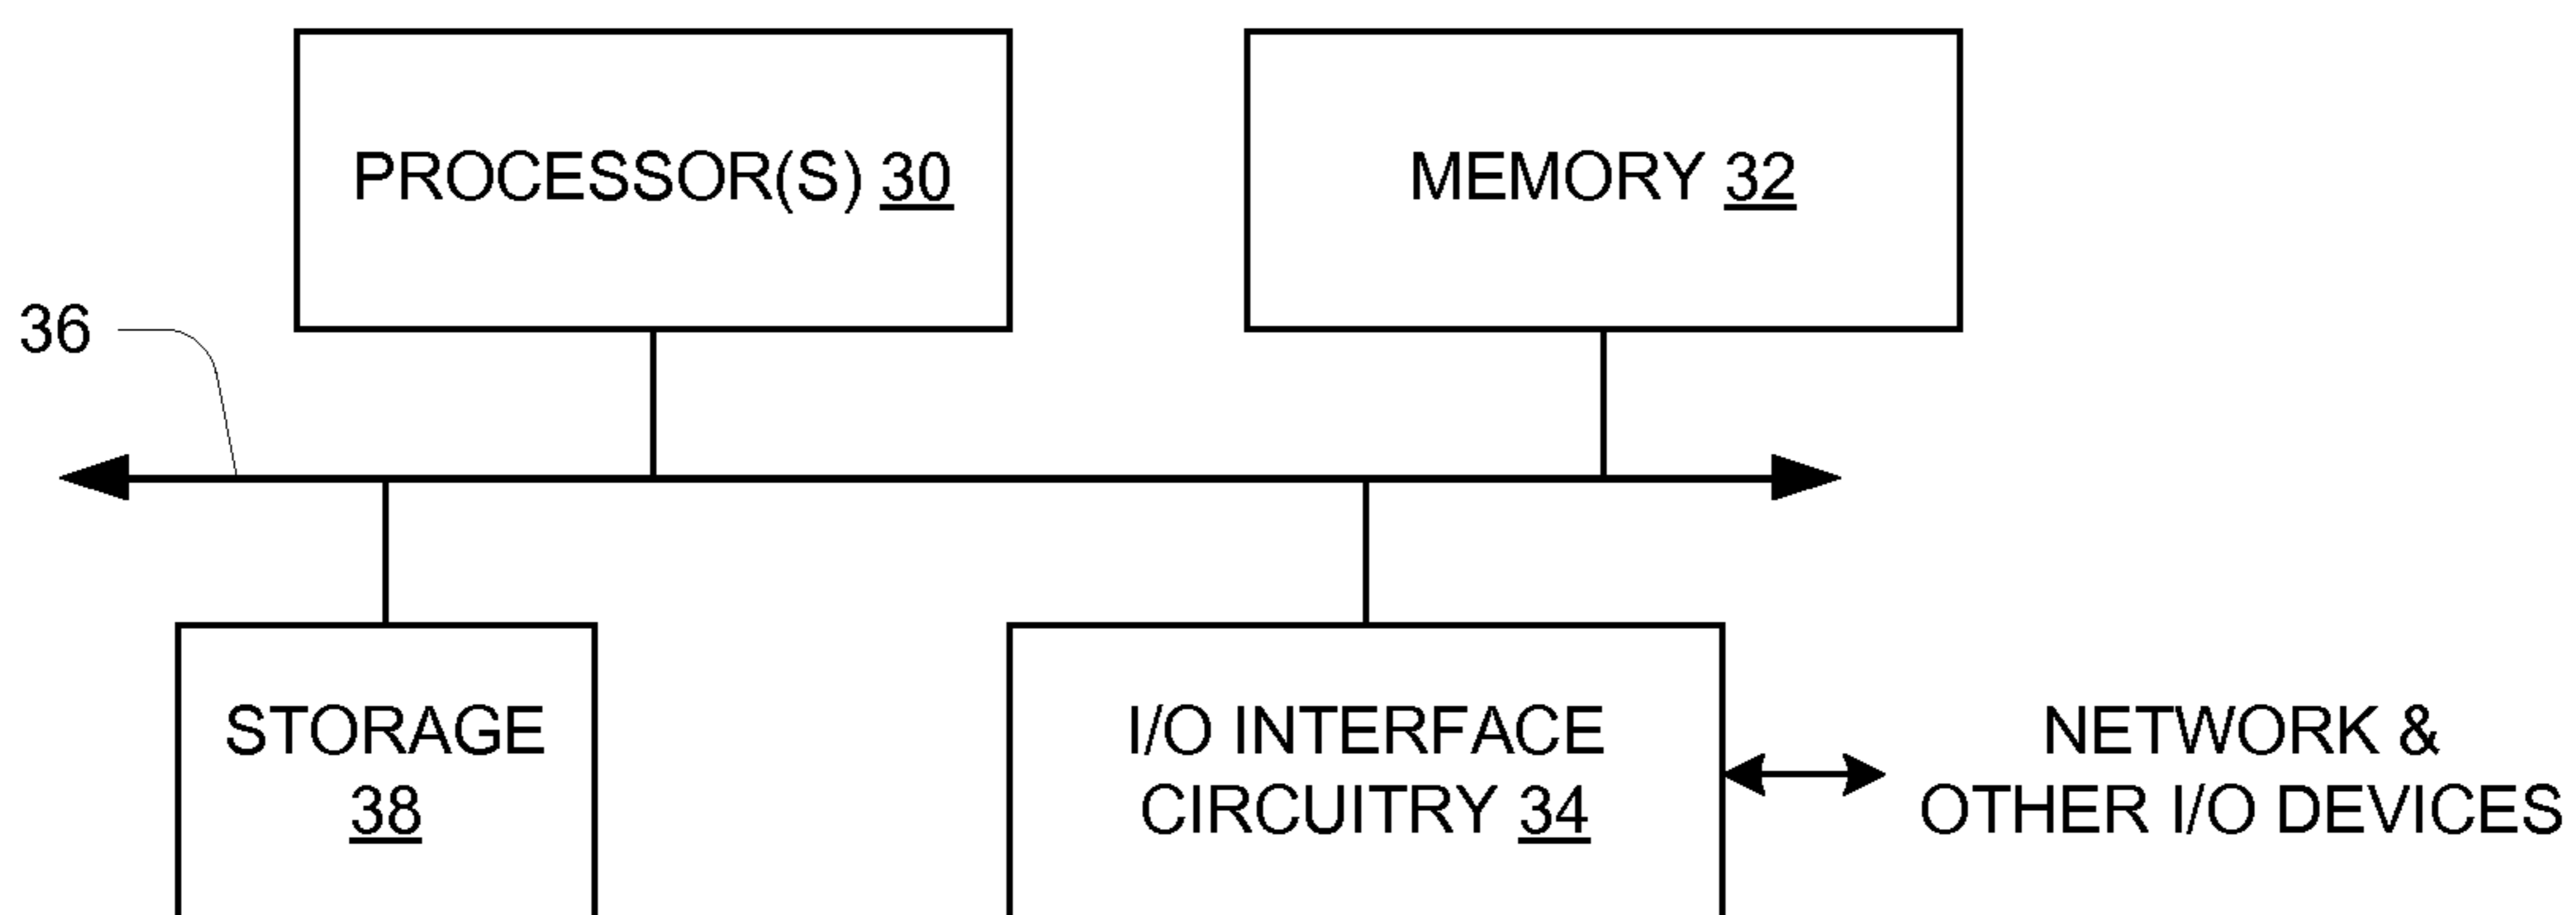 PROCESSOR(S) 30
MEMORY 32
36
STORAGE
38
I/O INTERFACE
CIRCUITRY 34
NETWORK &
OTHER I/O DEVICES